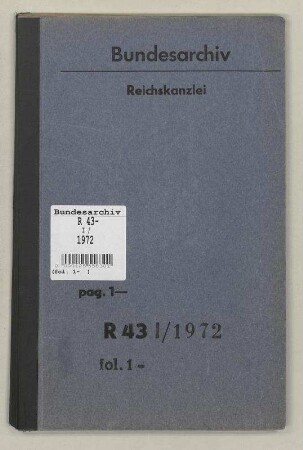 Bundesarchiv
Reichskanzlei
Bundesarchiv
R 43-
I/
1972
pag. 1—
R 43 I/1972
fol. 1-